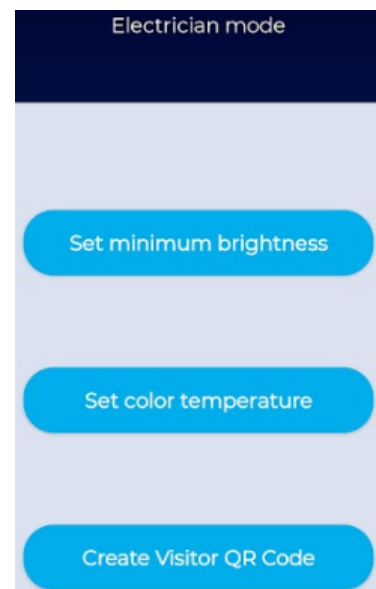 Electrician mode
Set minimum brightness
Set color temperature
Create Visitor QR Code